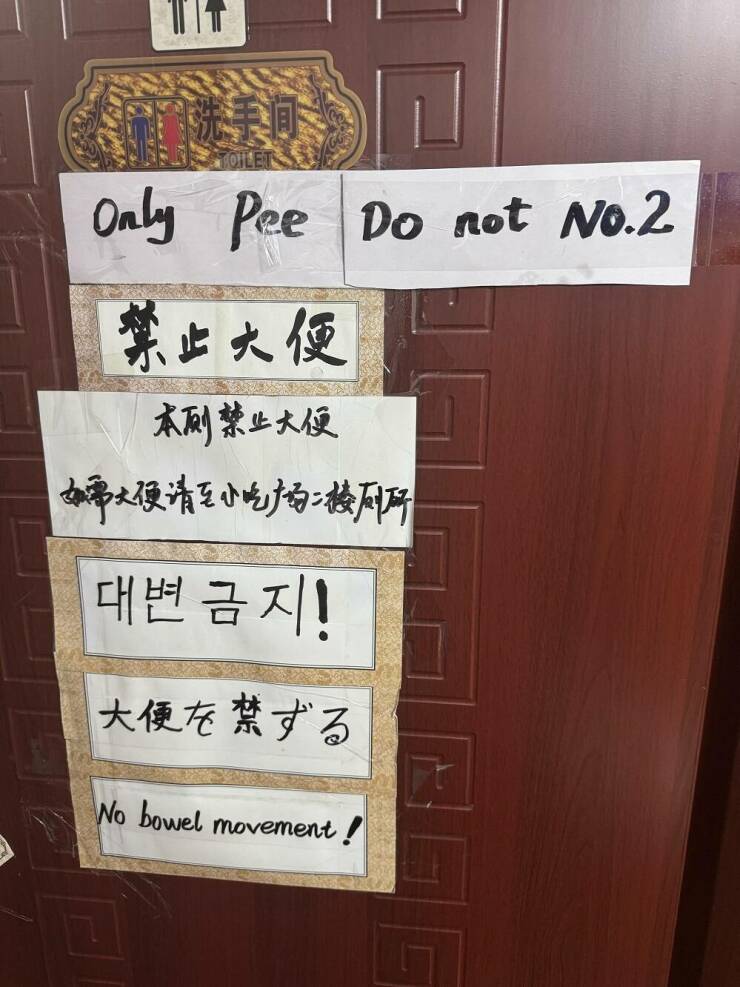 洗手间
TOILET
Only Pee Do not No.2
禁止大便
本厕禁止大便
如需大便请至小吃广场二楼厕所
대변금지!
大便を禁ずる
No bowel movement!